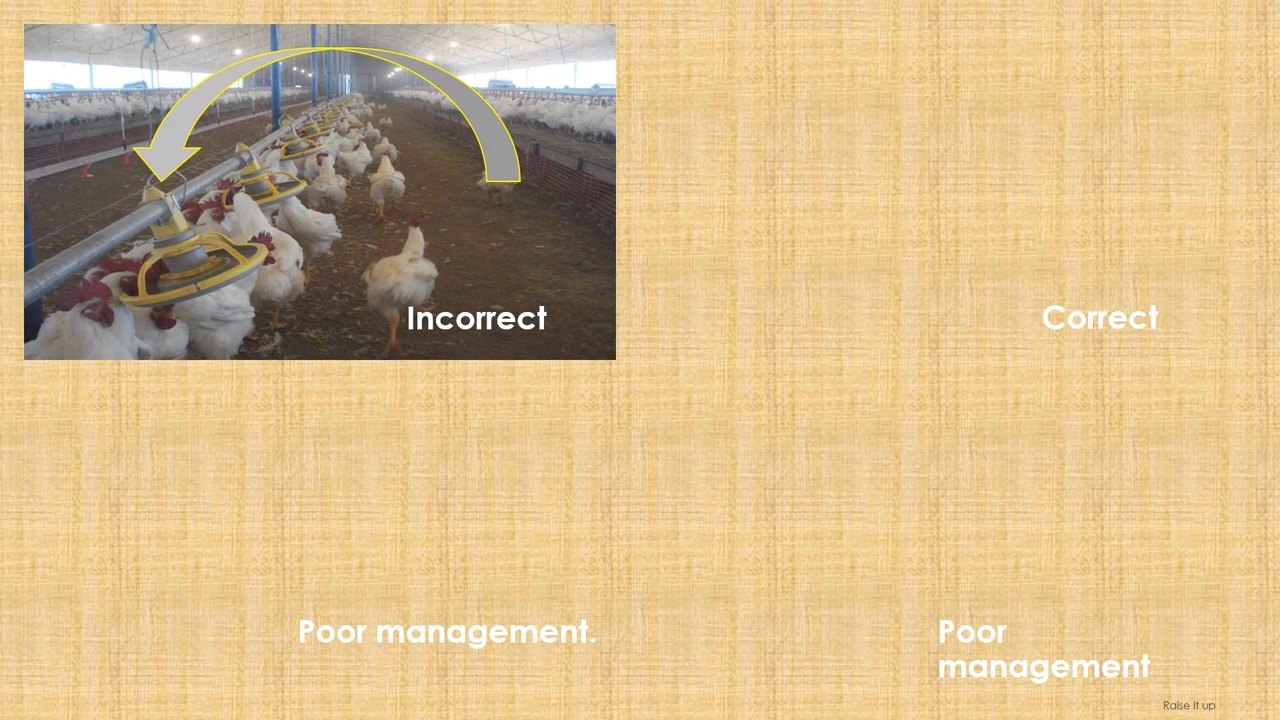 Incorrect
Correct
Poor management.
Poor
management
Raise it up